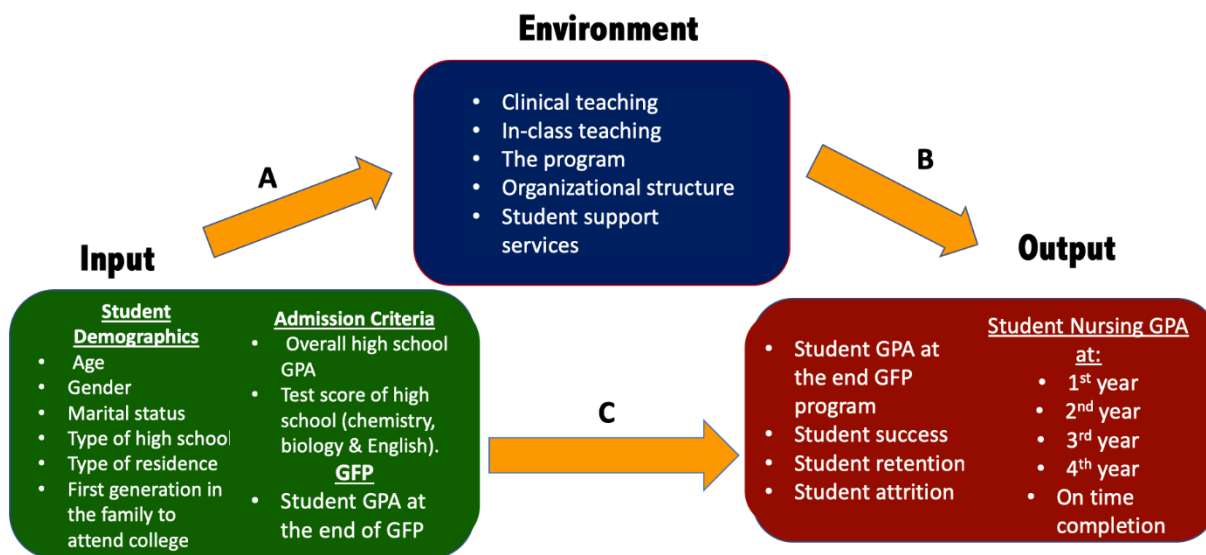 Environment
• Clinical teaching
• In-class teaching
• The program
• Organizational structure
• Student support
services
A
B
C
Input
Student
Demographics
• Age
• Gender
• Marital status
• Type of high school
• Type of residence
• First generation in
the family to
attend college
Admission Criteria
• Overall high school
GPA
• Test score of high
school (chemistry,
biology & English).
GFP
• Student GPA at
the end of GFP
Output
• Student GPA at
the end GFP
program
• Student success
• Student retention
• Student attrition
Student Nursing GPA
at:
• 1st year
• 2nd year
• 3rd year
• 4th year
• On time
completion